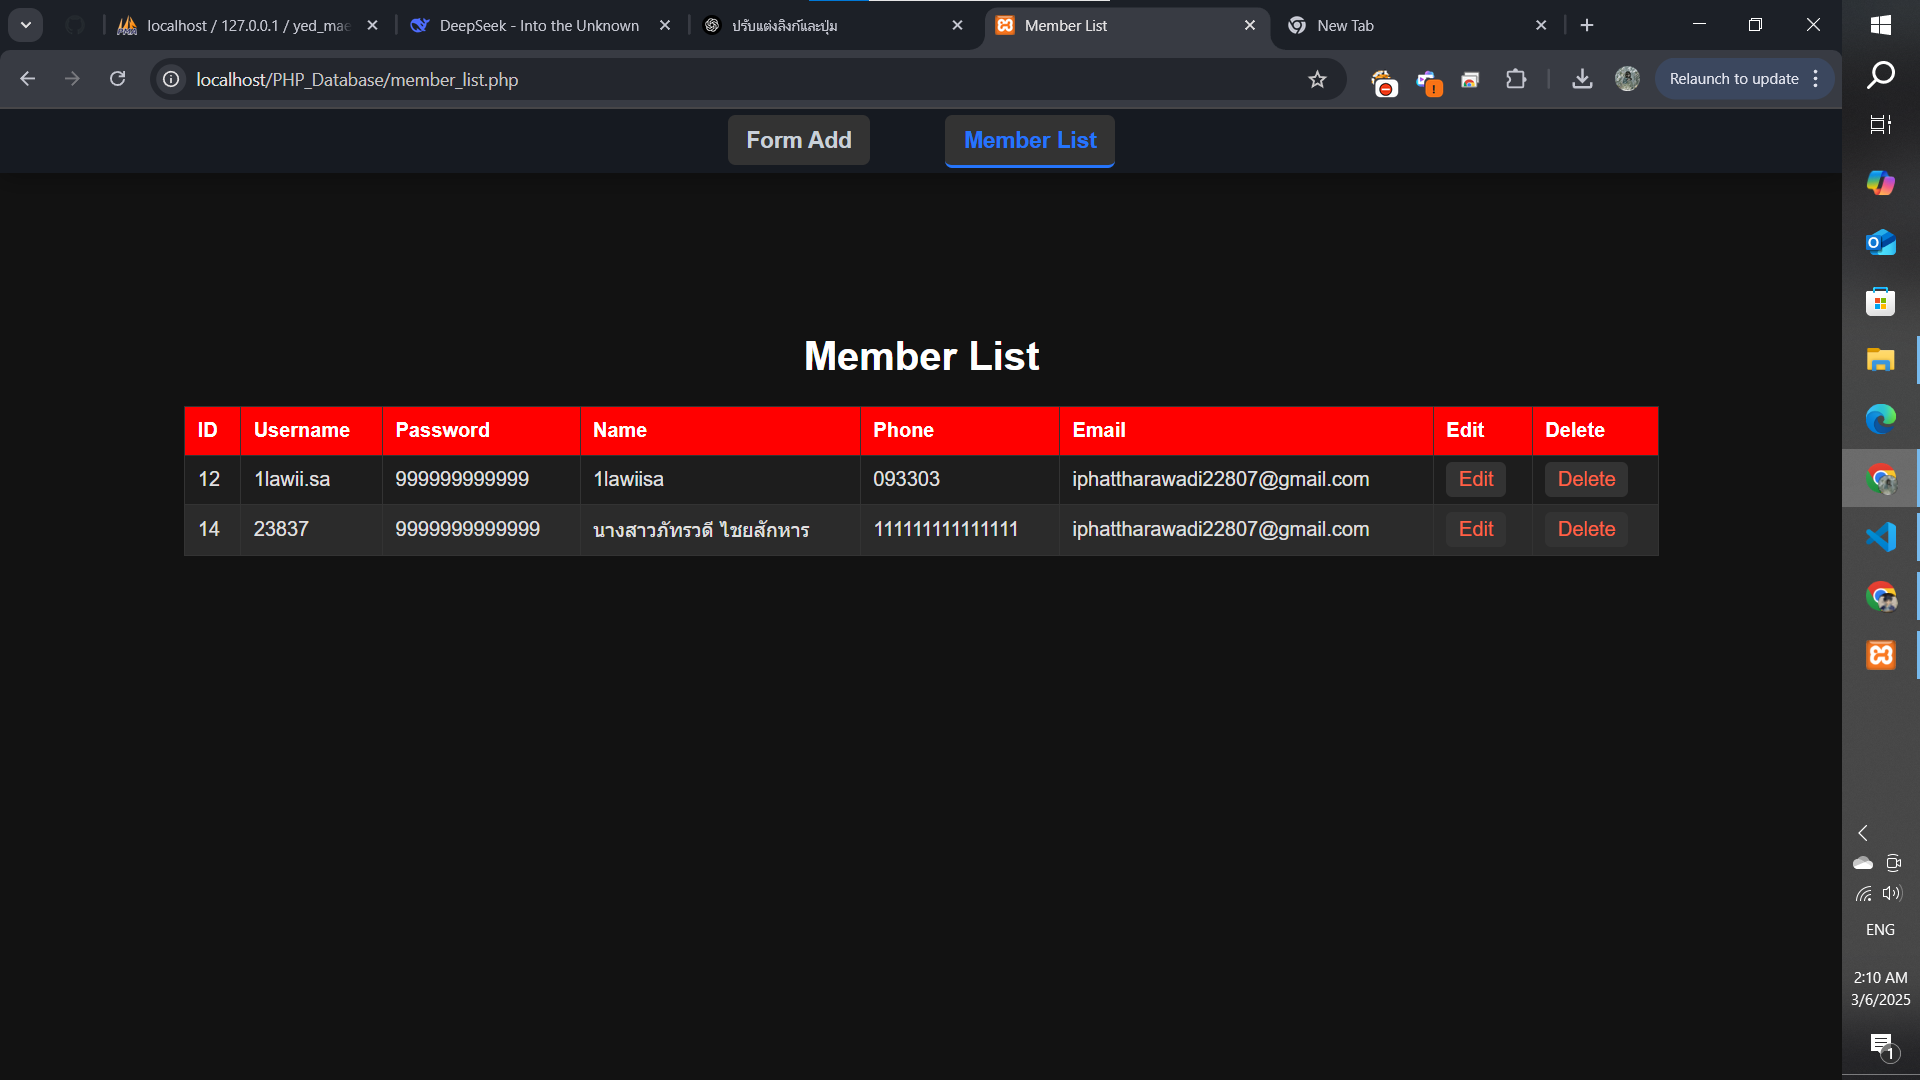 localhost / 127.0.0.1 / yed_mae
DeepSeek - Into the Unknown
ปรับแต่งลิงก์และปุ่ม
Member List
New Tab
localhost/PHP_Database/member_list.php
Relaunch to update
Form Add
Member List
Member List
ID Username Password Name Phone Email Edit Delete
12 1lawii.sa 999999999999 1lawiisa 093303 iphattharawadi22807@gmail.com Edit Delete
14 23837 9999999999999 นางสาวภัทรวดี ไชยสักหาร 111111111111111 iphattharawadi22807@gmail.com Edit Delete
ENG
2:10 AM
3/6/2025
1